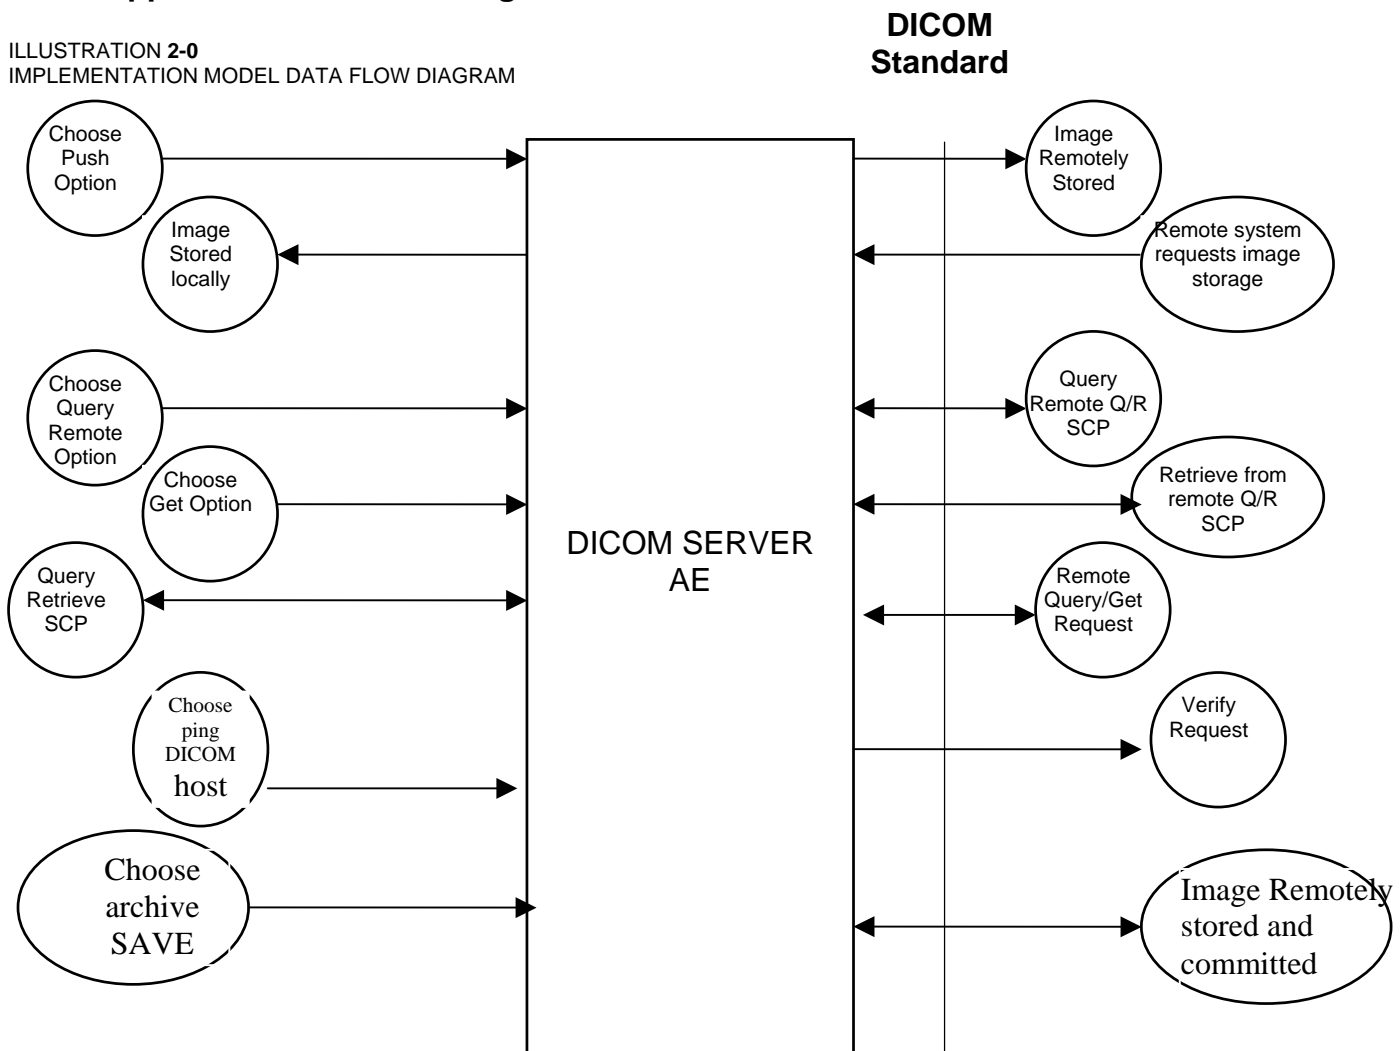 DICOM
Standard
ILLUSTRATION 2-0
IMPLEMENTATION MODEL DATA FLOW DIAGRAM
Choose
Push
Option
Image
Remotely
Stored
Image
Stored
locally
Remote system
requests image
storage
Choose
Query
Remote
Option
Query
Remote Q/R
SCP
Choose
Get Option
Retrieve from
remote Q/R
SCP
DICOM SERVER
AE
Query
Retrieve
SCP
Remote
Query/Get
Request
Choose
ping
DICOM
host
Verify
Request
Choose
archive
SAVE
Image Remotely
stored and
committed